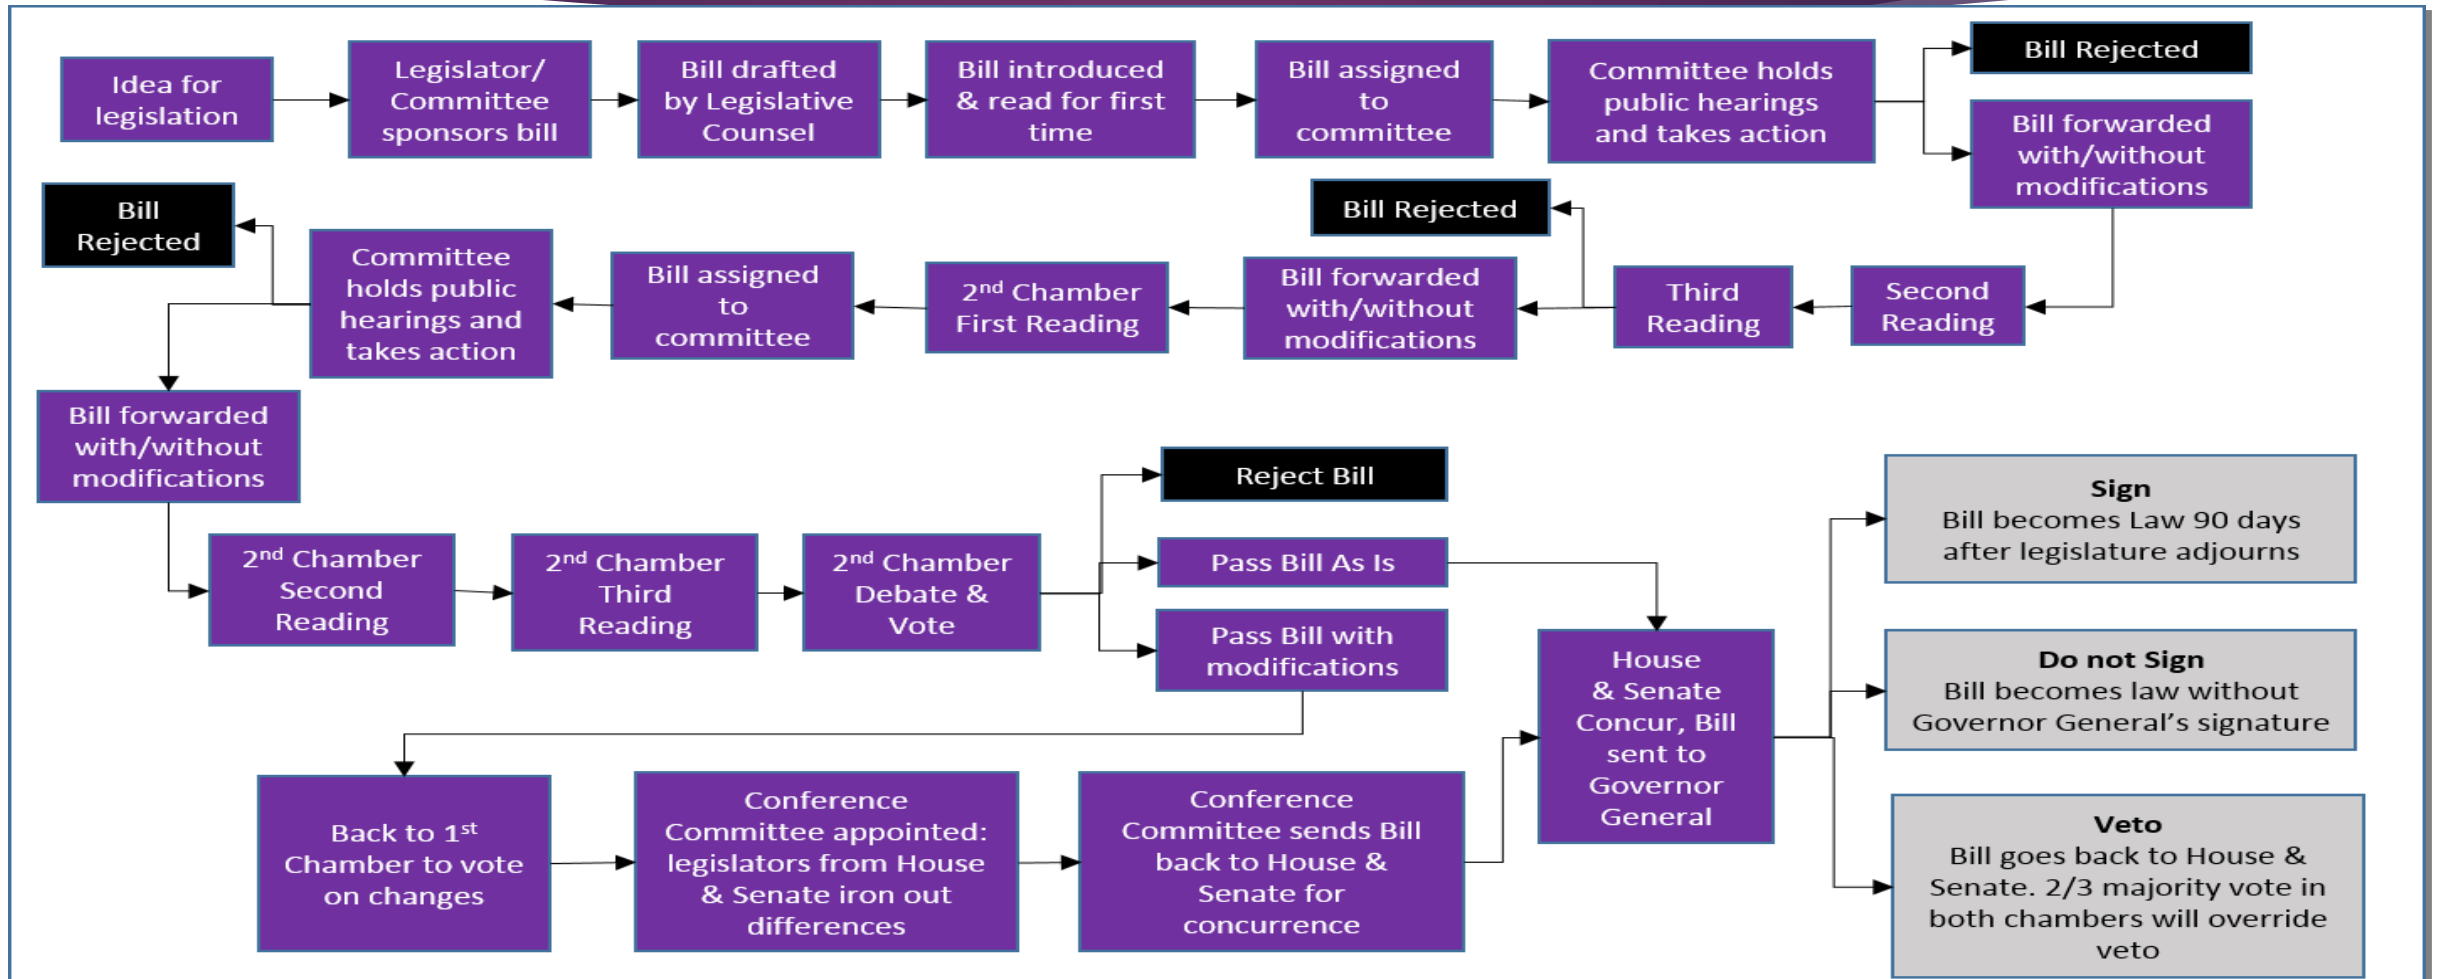 Idea for
legislation
Legislator/
Committee
sponsors bill
Bill drafted
by Legislative
Counsel
Bill introduced
& read for first
time
Bill assigned
to
committee
Committee holds
public hearings
and takes action
Bill Rejected
Bill forwarded
with/without
modifications
Second
Reading
Third
Reading
Bill Rejected
Bill forwarded
with/without
modifications
2nd Chamber
First Reading
Bill assigned
to
committee
Committee
holds public
hearings and
takes action
Bill
Rejected
Bill forwarded
with/without
modifications
2nd Chamber
Second
Reading
2nd Chamber
Third
Reading
2nd Chamber
Debate &
Vote
Reject Bill
Pass Bill As Is
Pass Bill with
modifications
Back to 1st
Chamber to vote
on changes
Conference
Committee appointed:
legislators from House
& Senate iron out
differences
Conference
Committee sends Bill
back to House &
Senate for
concurrence
House
& Senate
Concur, Bill
sent to
Governor
General
Sign
Bill becomes Law 90 days
after legislature adjourns
Do not Sign
Bill becomes law without
Governor General’s signature
Veto
Bill goes back to House &
Senate. 2/3 majority vote in
both chambers will override
veto